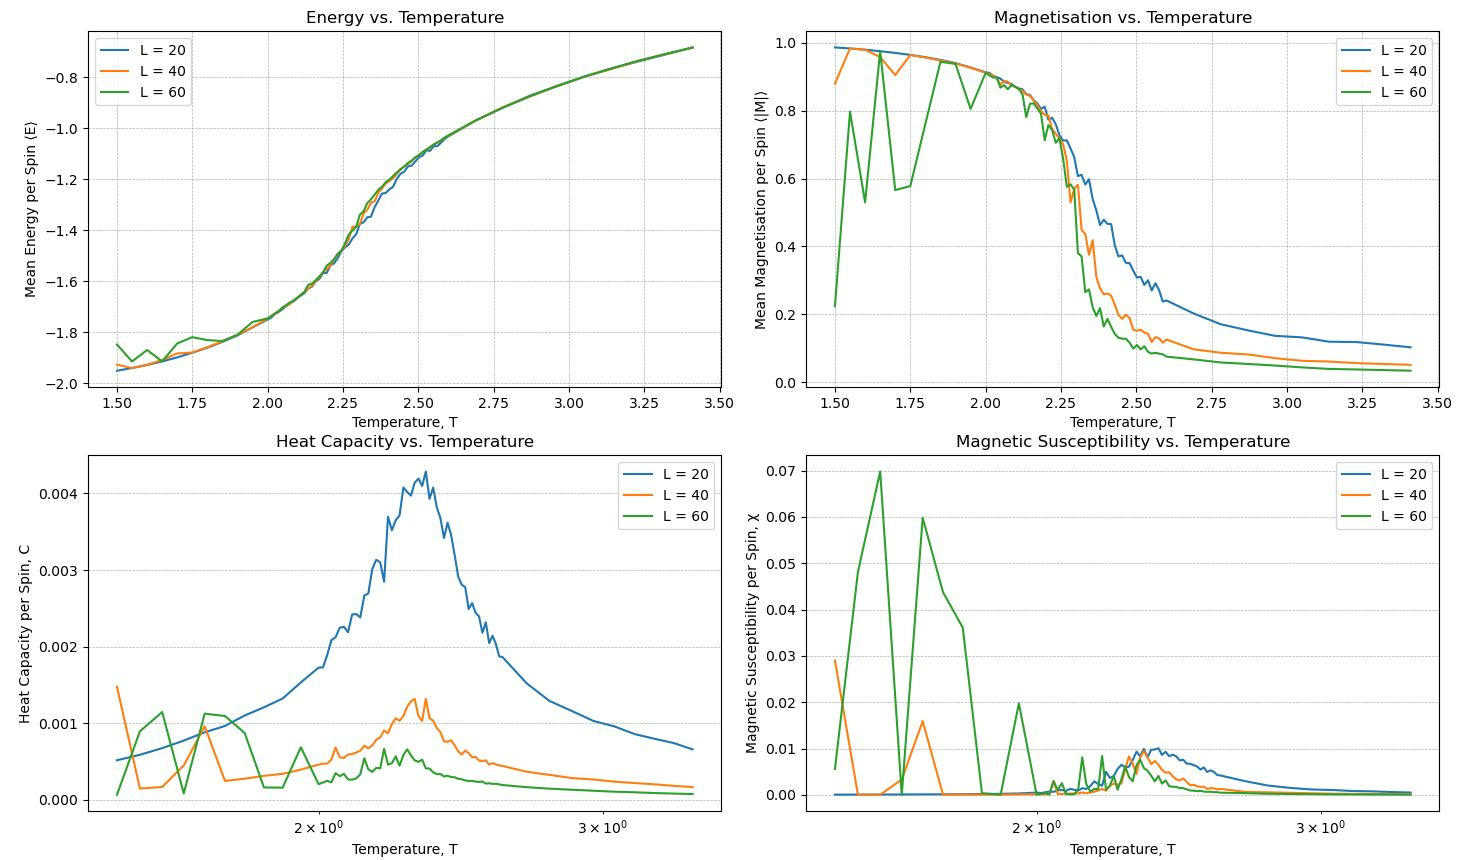 Energy vs. Temperature
L = 20
L = 40
L = 60
Mean Energy per Spin ⟨E⟩
−0.8
−1.0
−1.2
−1.4
−1.6
−1.8
−2.0
1.50 1.75 2.00 2.25 2.50 2.75 3.00 3.25 3.50
Temperature, T
Magnetisation vs. Temperature
L = 20
L = 40
L = 60
Mean Magnetisation per Spin ⟨|M|⟩
1.0
0.8
0.6
0.4
0.2
0.0
1.50 1.75 2.00 2.25 2.50 2.75 3.00 3.25 3.50
Temperature, T
Heat Capacity vs. Temperature
L = 20
L = 40
L = 60
Heat Capacity per Spin, C
0.004
0.003
0.002
0.001
0.000
2 × 10⁰ 3 × 10⁰
Temperature, T
Magnetic Susceptibility vs. Temperature
L = 20
L = 40
L = 60
Magnetic Susceptibility per Spin, χ
0.07
0.06
0.05
0.04
0.03
0.02
0.01
0.00
2 × 10⁰ 3 × 10⁰
Temperature, T